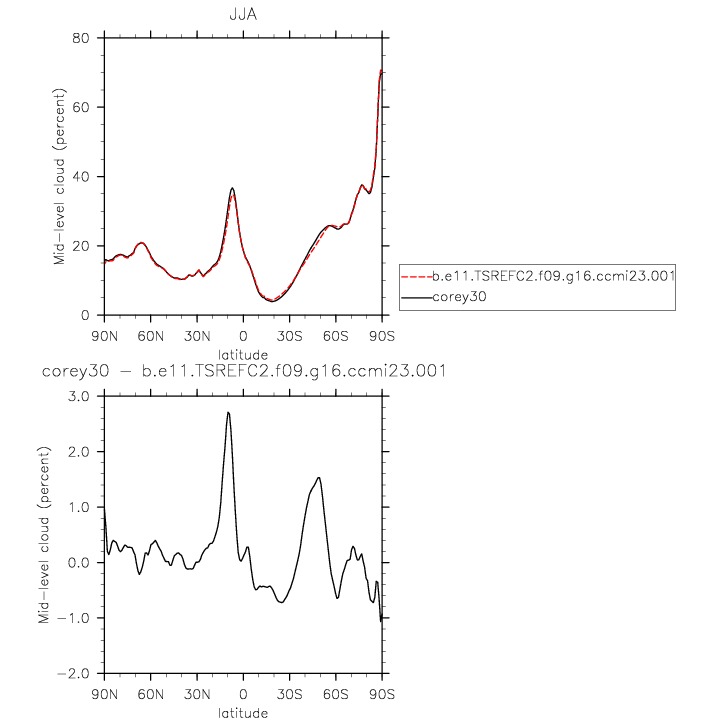 JJA
80
60
40
20
0
Mid-level cloud (percent)
90N 60N 30N 0 30S 60S 90S
latitude
b.e11.TSREFC2.f09.g16.ccmi23.001
corey30
corey30 - b.e11.TSREFC2.f09.g16.ccmi23.001
3.0
2.0
1.0
0.0
-1.0
-2.0
Mid-level cloud (percent)
90N 60N 30N 0 30S 60S 90S
latitude